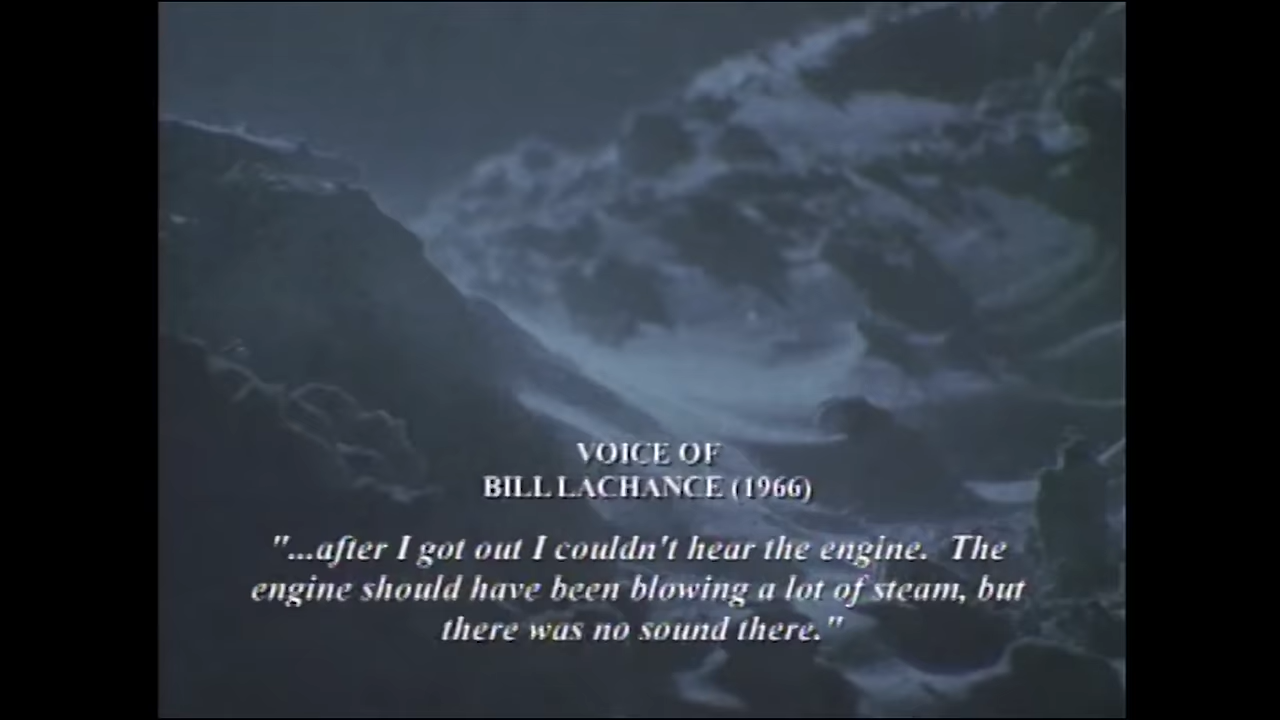 VOICE OF
BILL LACHANCE (1966)
"...after I got out I couldn't hear the engine.  The
engine should have been blowing a lot of steam, but
there was no sound there."